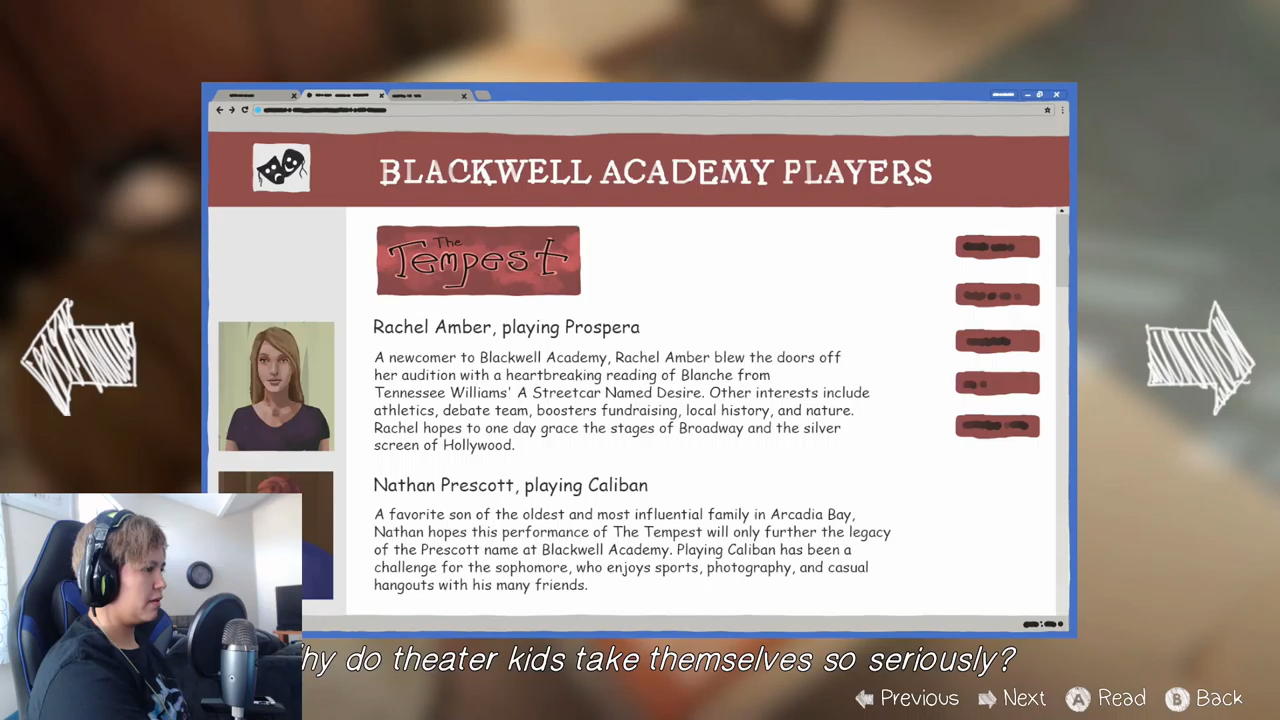 BLACKWELL ACADEMY PLAYERS
The
Tempest
Rachel Amber, playing Prospera
A newcomer to Blackwell Academy, Rachel Amber blew the doors off
her audition with a heartbreaking reading of Blanche from
Tennessee Williams' A Streetcar Named Desire. Other interests include
athletics, debate team, boosters fundraising, local history, and nature.
Rachel hopes to one day grace the stages of Broadway and the silver
screen of Hollywood.
Nathan Prescott, playing Caliban
A favorite son of the oldest and most influential family in Arcadia Bay,
Nathan hopes this performance of The Tempest will only further the legacy
of the Prescott name at Blackwell Academy. Playing Caliban has been a
challenge for the sophomore, who enjoys sports, photography, and casual
hangouts with his many friends.
hy do theater kids take themselves so seriously?
Previous Next A Read B Back